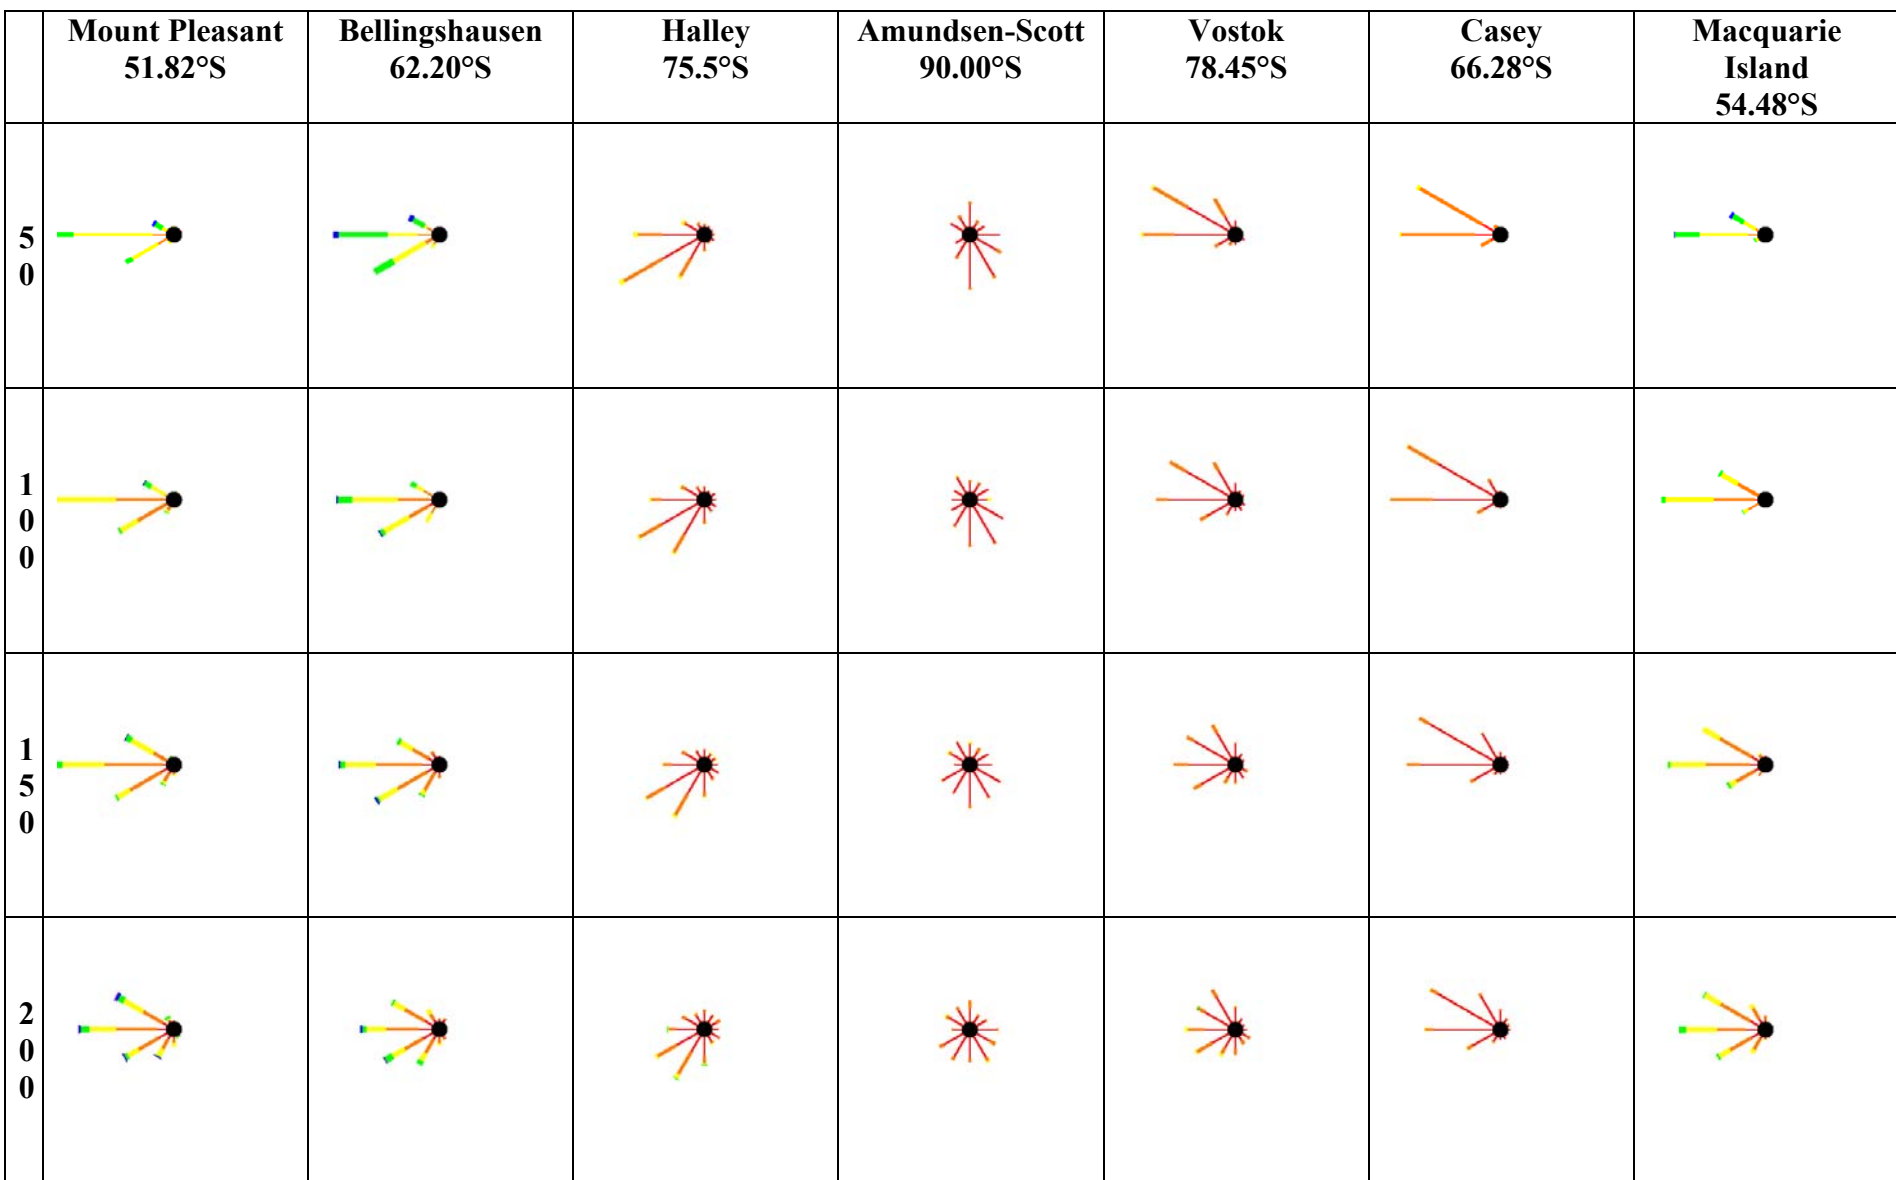 Mount Pleasant
51.82°S
Bellingshausen
62.20°S
Halley
75.5°S
Amundsen-Scott
90.00°S
Vostok
78.45°S
Casey
66.28°S
Macquarie
Island
54.48°S
5
0
1
0
0
1
5
0
2
0
0